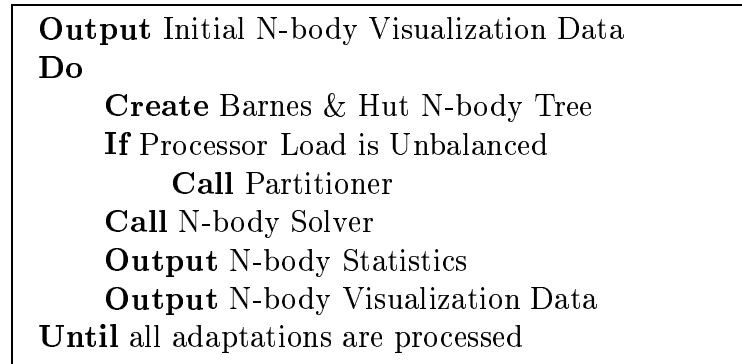 Output Initial N-body Visualization Data
Do
Create Barnes & Hut N-body Tree
If Processor Load is Unbalanced
Call Partitioner
Call N-body Solver
Output N-body Statistics
Output N-body Visualization Data
Until all adaptations are processed